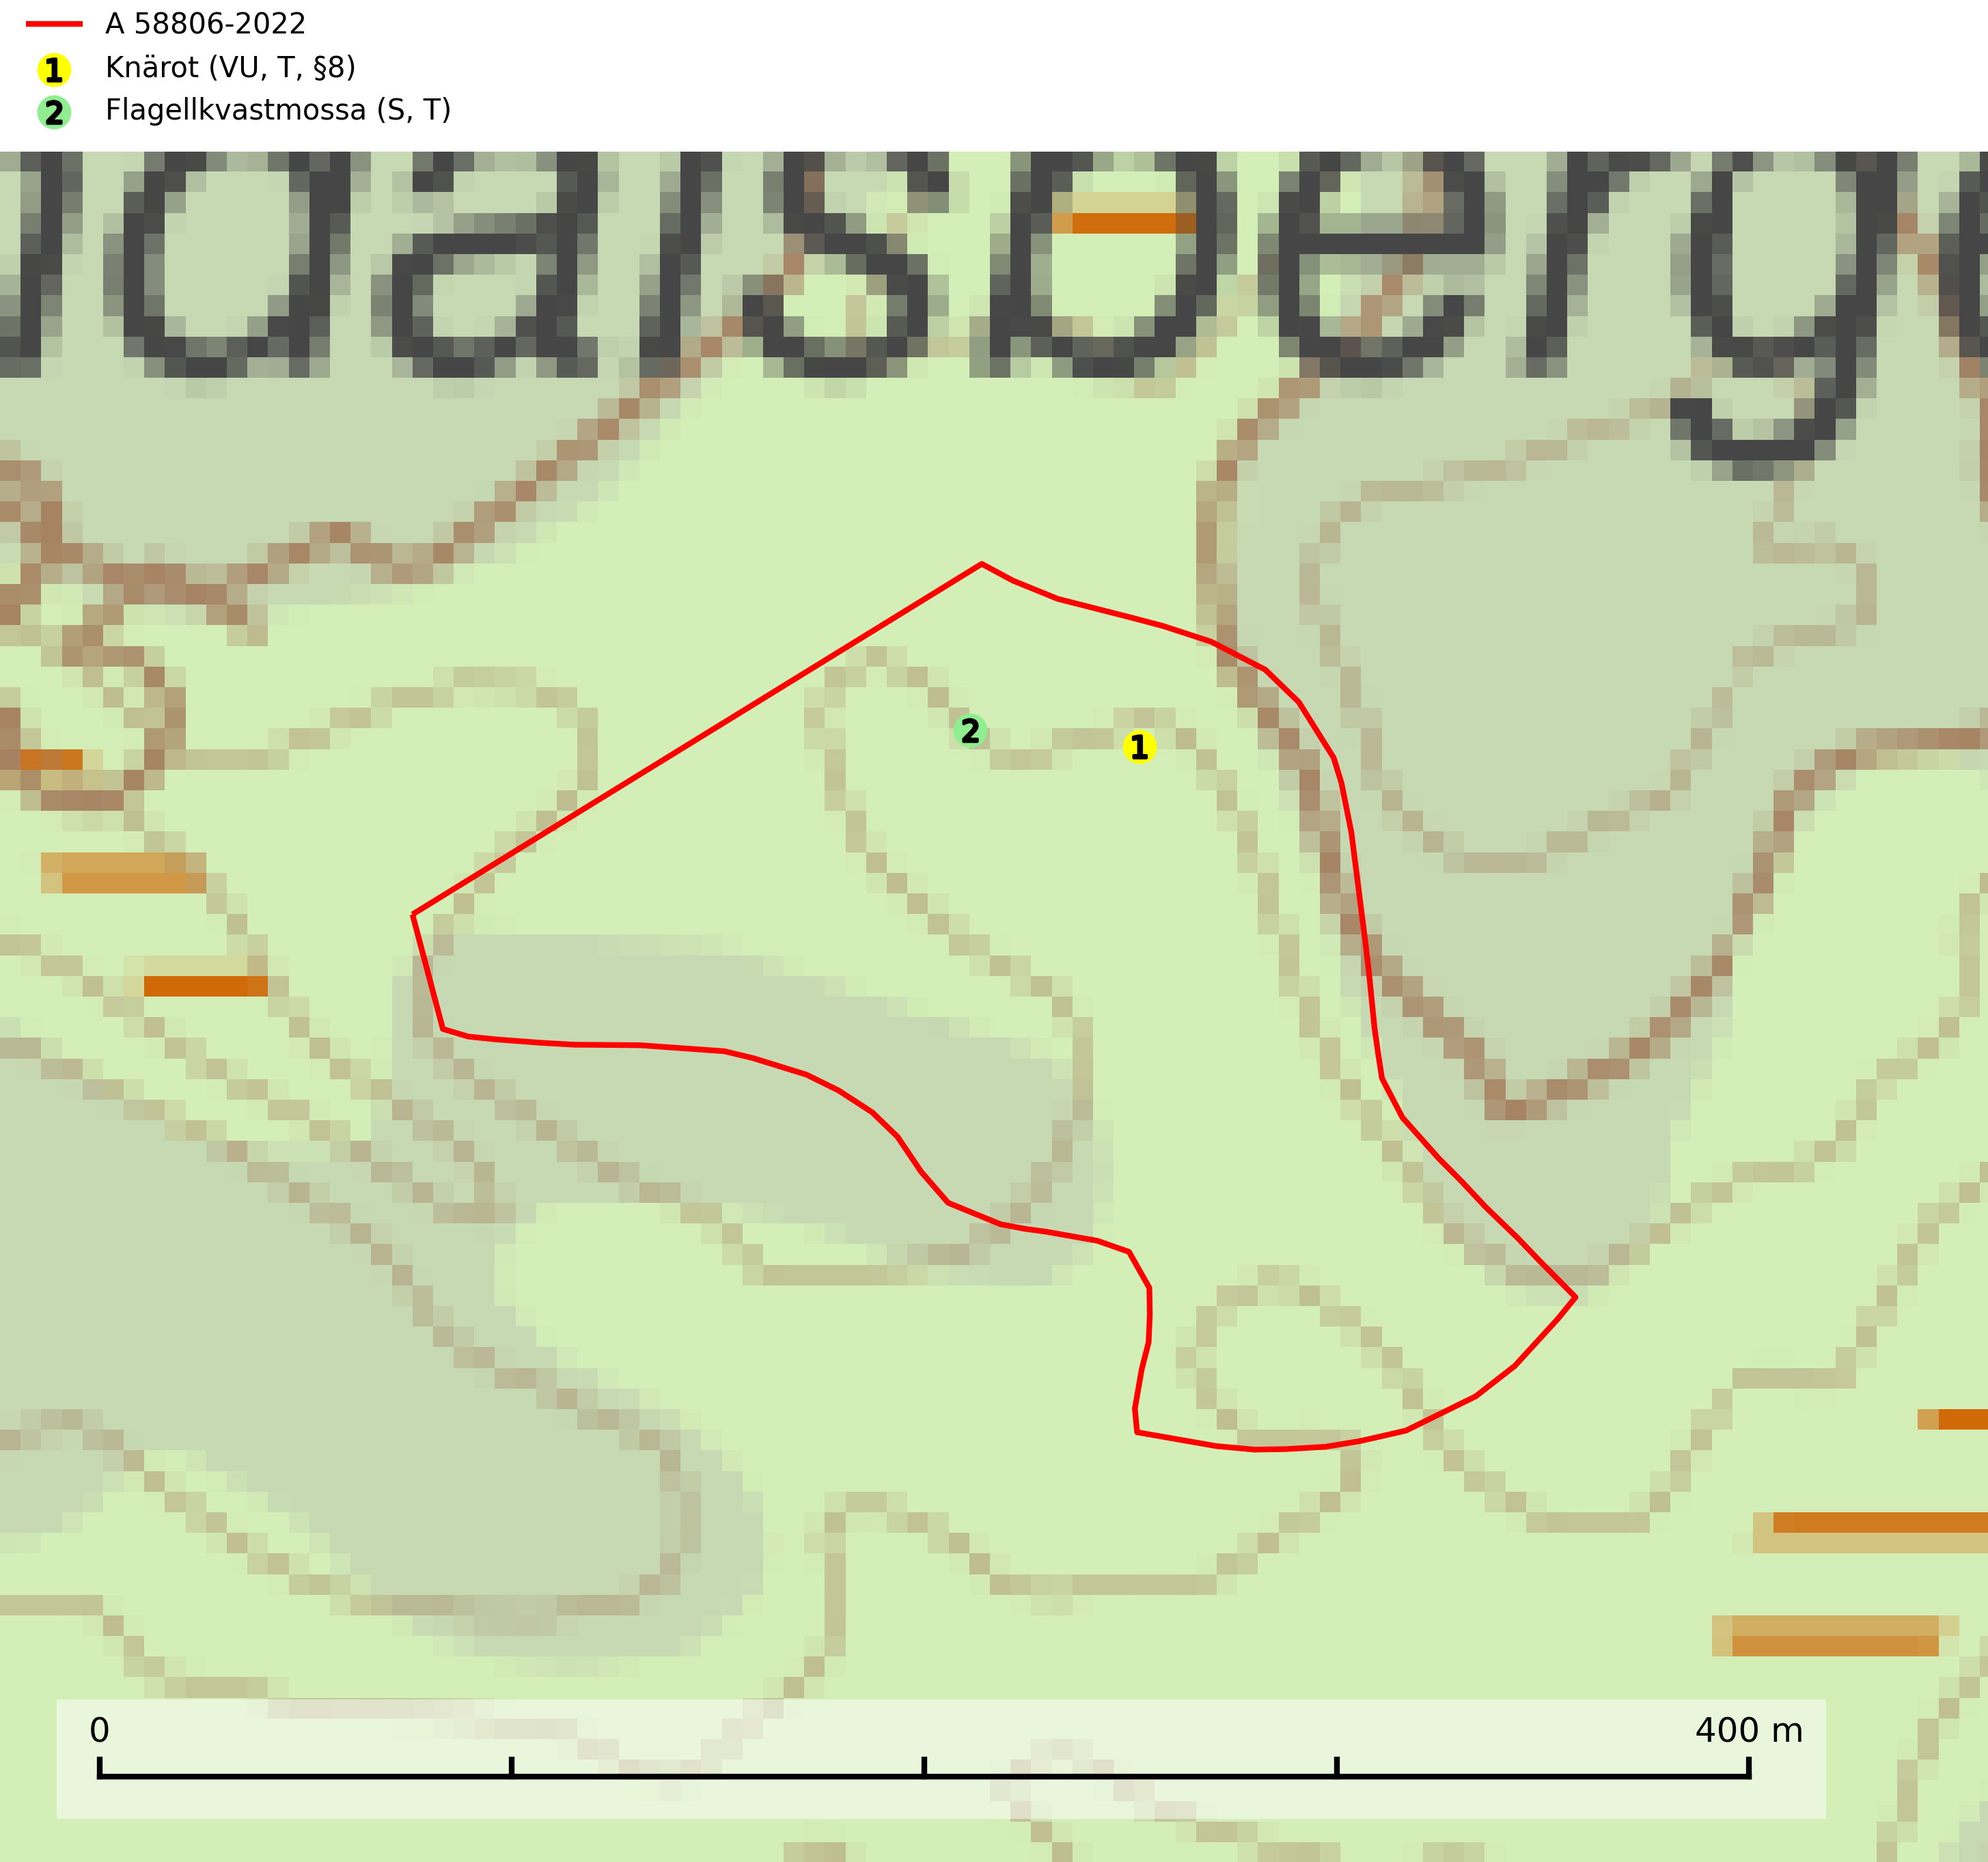 A 58806-2022
1 Knärot (VU, T, §8)
2 Flagellkvastmossa (S, T)
2
1
0 400 m